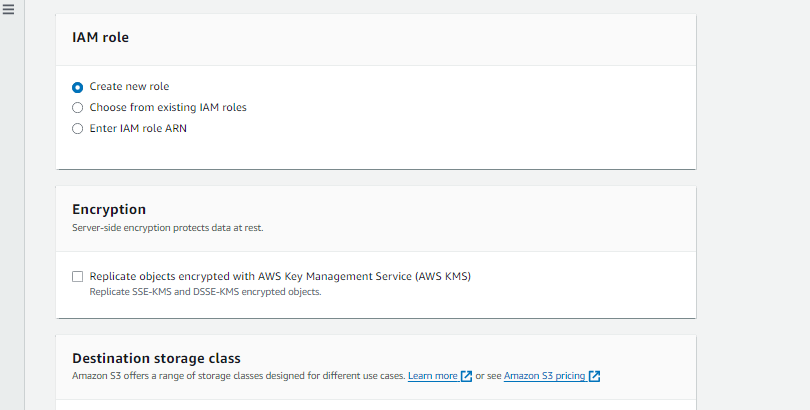 IAM role
Create new role
Choose from existing IAM roles
Enter IAM role ARN
Encryption
Server-side encryption protects data at rest.
Replicate objects encrypted with AWS Key Management Service (AWS KMS)
Replicate SSE-KMS and DSSE-KMS encrypted objects.
Destination storage class
Amazon S3 offers a range of storage classes designed for different use cases. Learn more or see Amazon S3 pricing